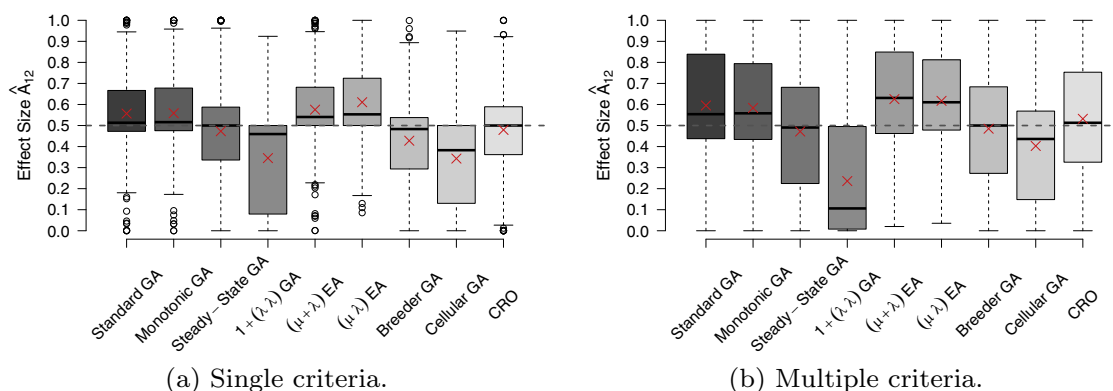 Effect Size Â12
1.0
0.9
0.8
0.7
0.6
0.5
0.4
0.3
0.2
0.1
0.0
Standard GA
Monotonic GA
Steady−State GA
1+(λ λ) GA
(μ+λ) EA
(μ λ) EA
Breeder GA
Cellular GA
CRO
(a) Single criteria.
Effect Size Â12
1.0
0.9
0.8
0.7
0.6
0.5
0.4
0.3
0.2
0.1
0.0
Standard GA
Monotonic GA
Steady−State GA
1+(λ λ) GA
(μ+λ) EA
(μ λ) EA
Breeder GA
Cellular GA
CRO
(b) Multiple criteria.